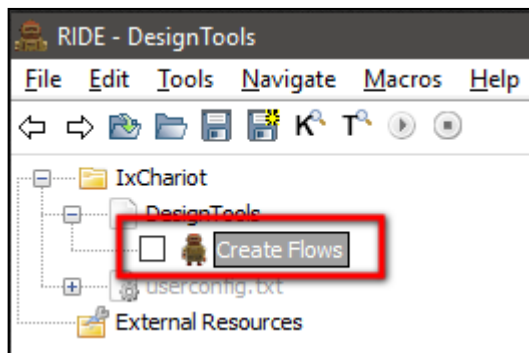 RIDE - DesignTools
File Edit Tools Navigate Macros Help
K T
IxChariot
DesignTools
Create Flows
userconfig.txt
External Resources